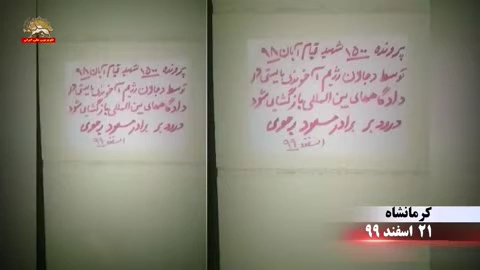 پرونده ۱۵۰۰ شهید قیام آبان ۹۸
توسط رژیم آخوندی بایستی در
دادگاههای بین المللی بازگشایی شود
درود بر برادر مسعود رجوی
اسفند ۹۹
پرونده ۱۵۰۰ شهید قیام آبان ۹۸
توسط رژیم آخوندی بایستی در
دادگاههای بین المللی بازگشایی شود
درود بر برادر مسعود رجوی
اسفند ۹۹
کرمانشاه
۲۱ اسفند ۹۹